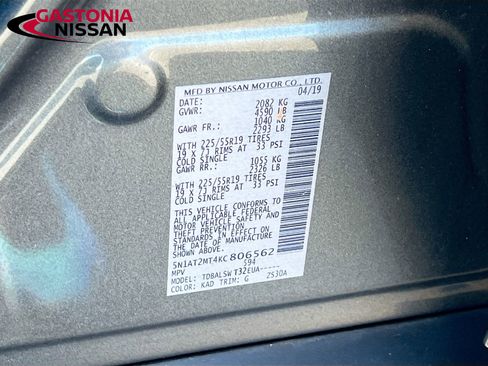 GASTONIA
NISSAN
MFD BY NISSAN MOTOR CO., LTD.
DATE: 04/19
GVWR: 2082 KG
4590 LB
GAWR FR.: 1040 KG
2293 LB
WITH 225/55R19 TIRES
19 X 7J RIMS AT 33 PSI
COLD SINGLE
GAWR RR.: 1055 KG
2326 LB
WITH 225/55R19 TIRES
19 X 7J RIMS AT 33 PSI
COLD SINGLE
THIS VEHICLE CONFORMS TO
ALL APPLICABLE FEDERAL
MOTOR VEHICLE SAFETY AND
THEFT PREVENTION
STANDARDS IN EFFECT ON
THE DATE OF MANUFACTURE
SHOWN ABOVE.
5N1AT2MT4KC806562
MPV S94
MODEL: TDBALSWT32EUA-----
COLOR: KAD TRIM: G ZS30A